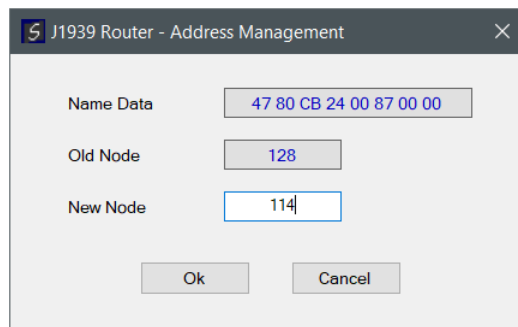 J1939 Router - Address Management
Name Data 47 80 CB 24 00 87 00 00
Old Node 128
New Node 114
Ok Cancel